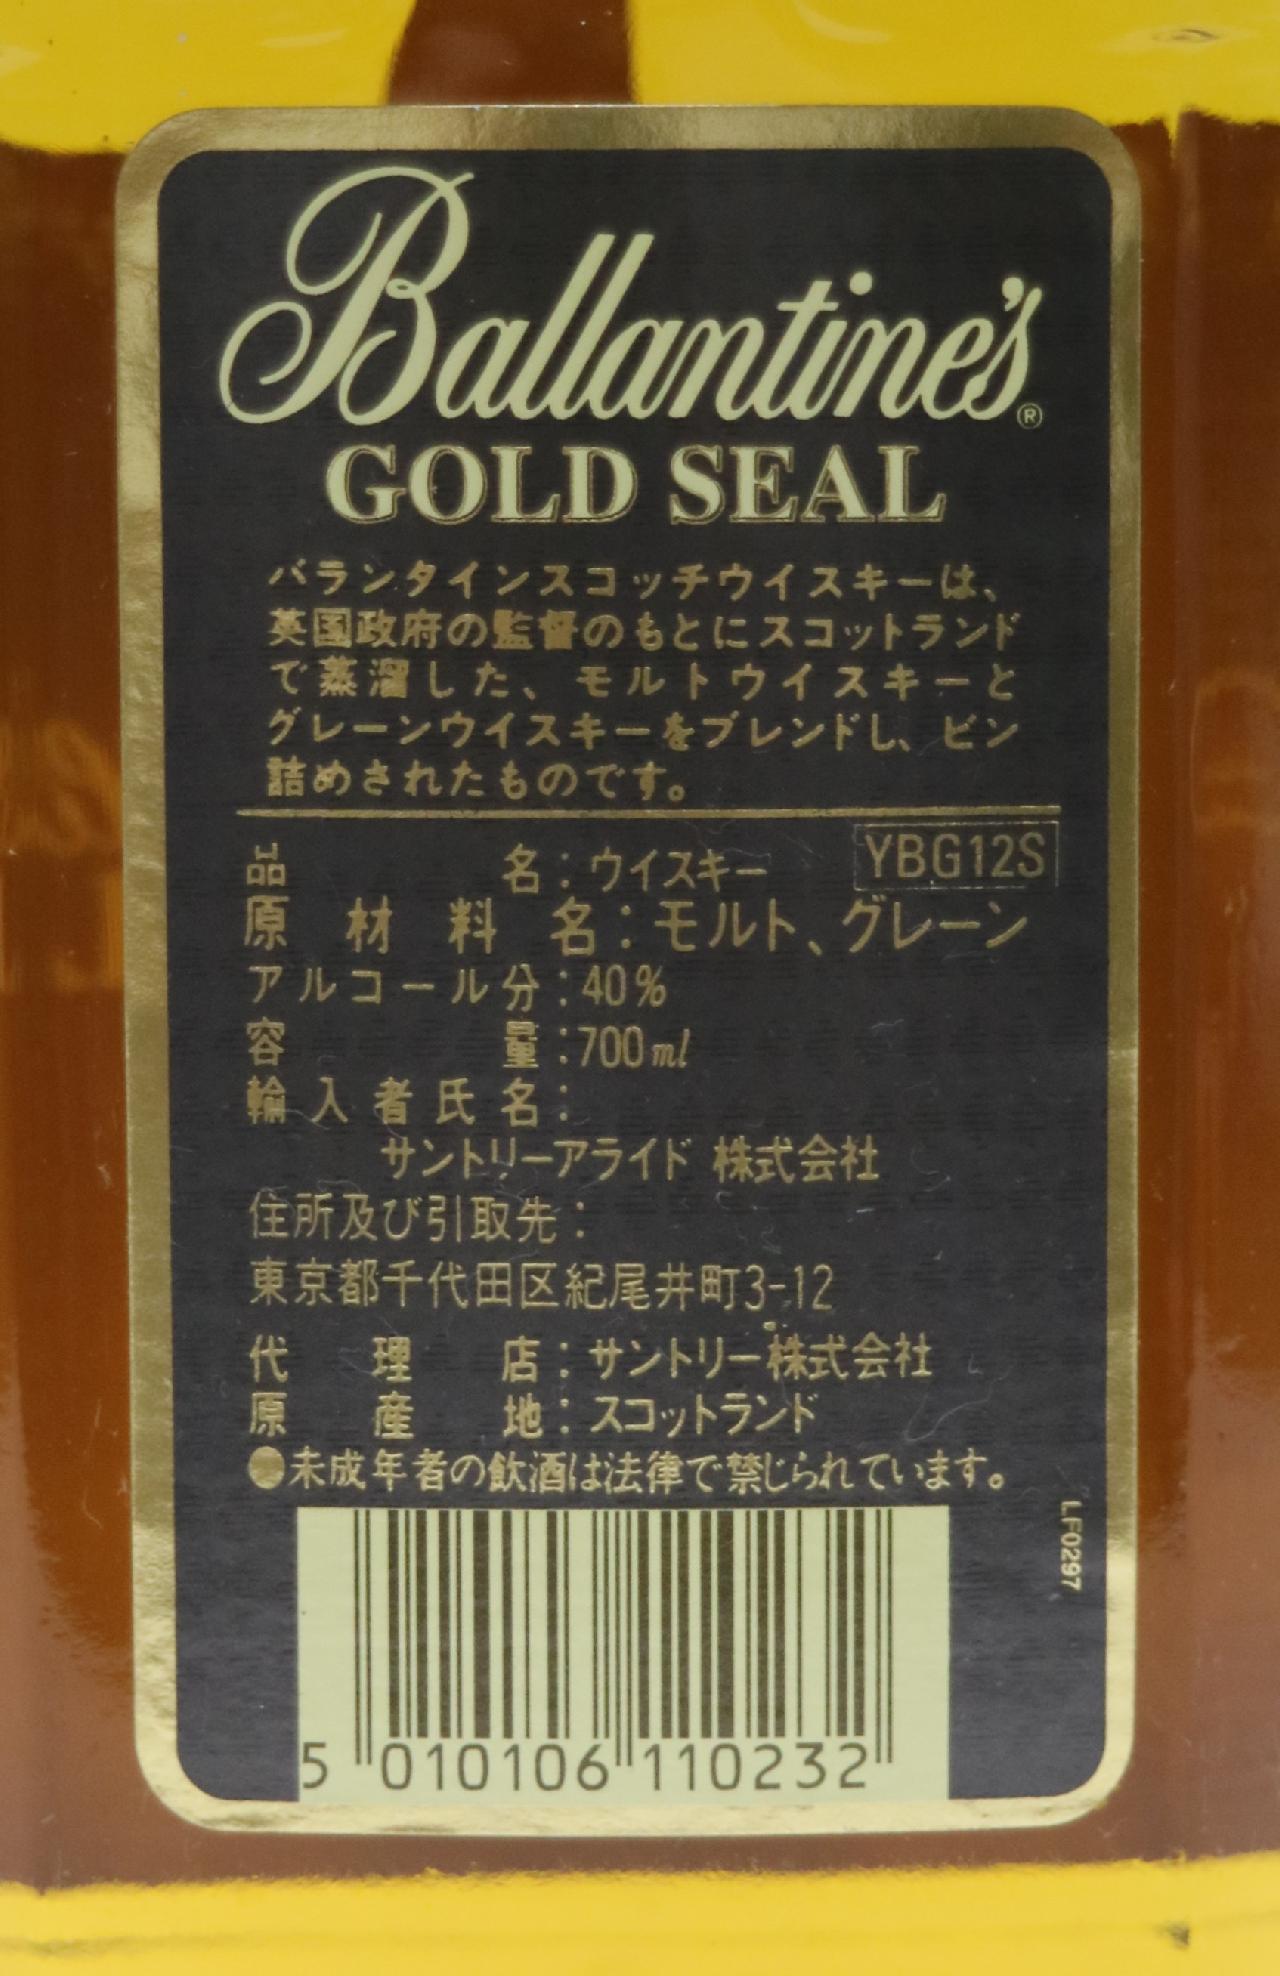 Ballantine's®
GOLD SEAL
バランタインスコッチウイスキーは、
英国政府の監督のもとにスコットランド
で蒸溜した、モルトウイスキーと
グレーンウイスキーをブレンドし、ビン
詰めされたものです。
品名:ウイスキー YBG12S
原材料名:モルト、グレーン
アルコール分:40%
容量:700ml
輸入者氏名:
サントリーアライド株式会社
住所及び引取先:
東京都千代田区紀尾井町3-12
代理店:サントリー株式会社
原産地:スコットランド
●未成年者の飲酒は法律で禁じられています。
LF0297
5 010106 110232